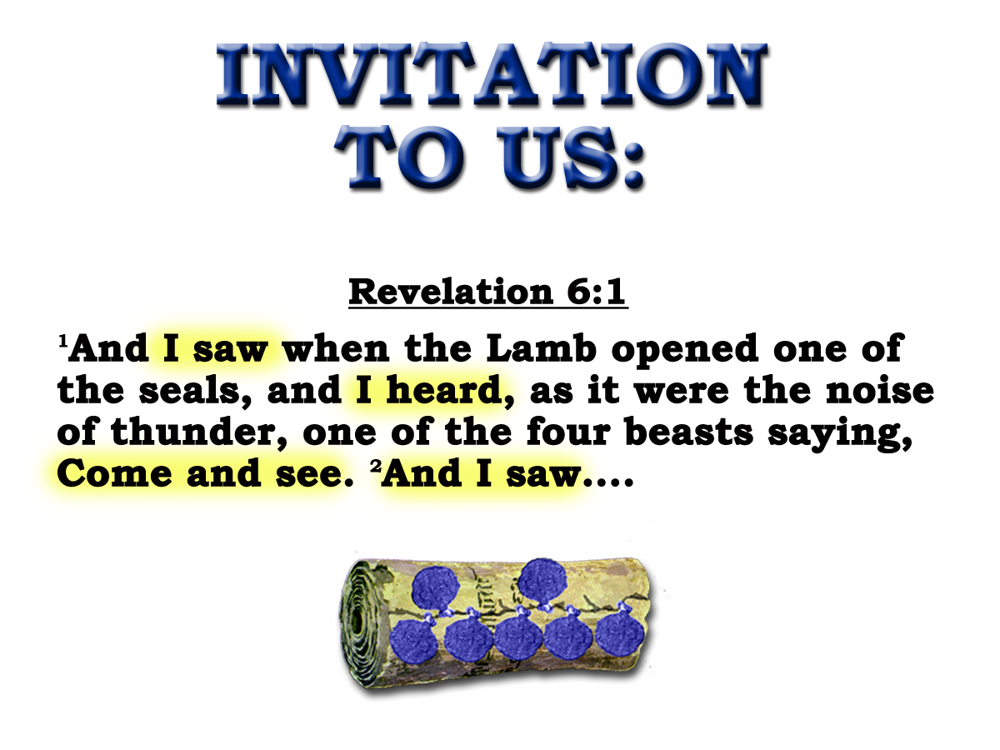 INVITATION
TO US:
Revelation 6:1
¹And I saw when the Lamb opened one of
the seals, and I heard, as it were the noise
of thunder, one of the four beasts saying,
Come and see. ²And I saw....